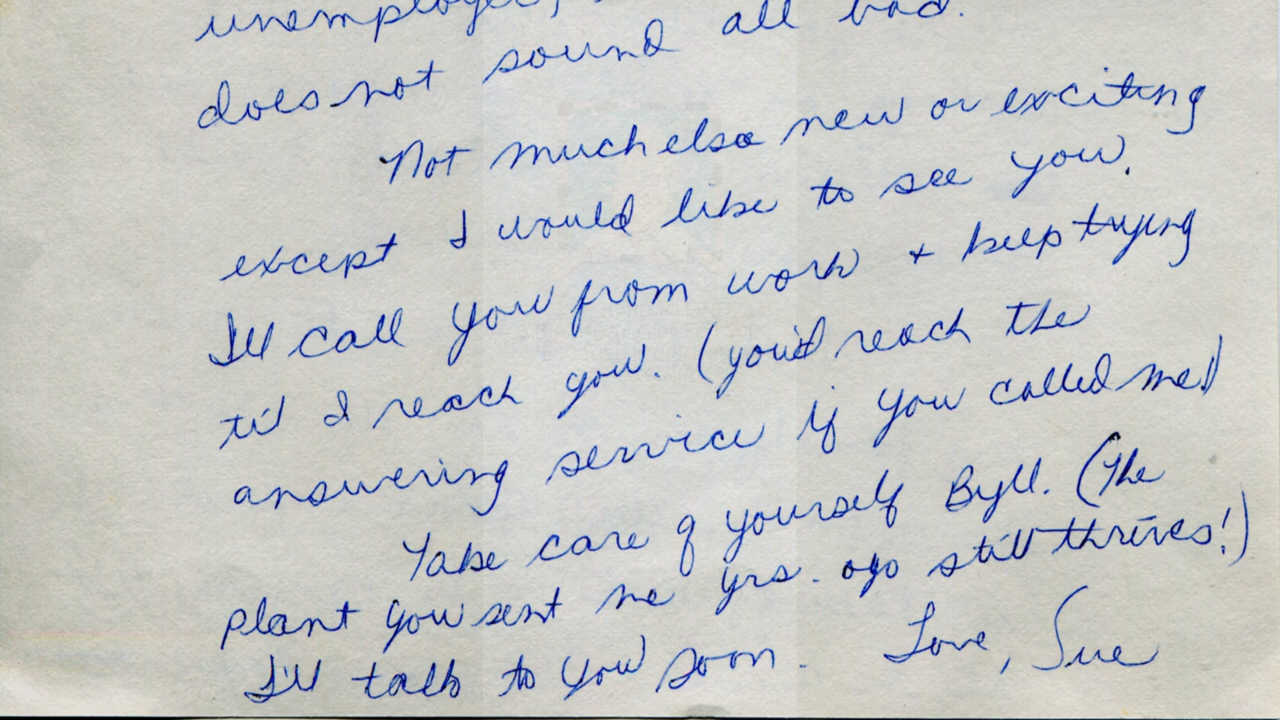 does not sound all bad.
Not much else new or exciting
except I would like to see you.
I'll call you from work + keep trying
til I reach you. (you'd reach the
answering service if you called me.)
Take care of yourself Byll. (The
plant you sent me yrs. ago still thrives!)
I'll talk to you soon. Love, Sue